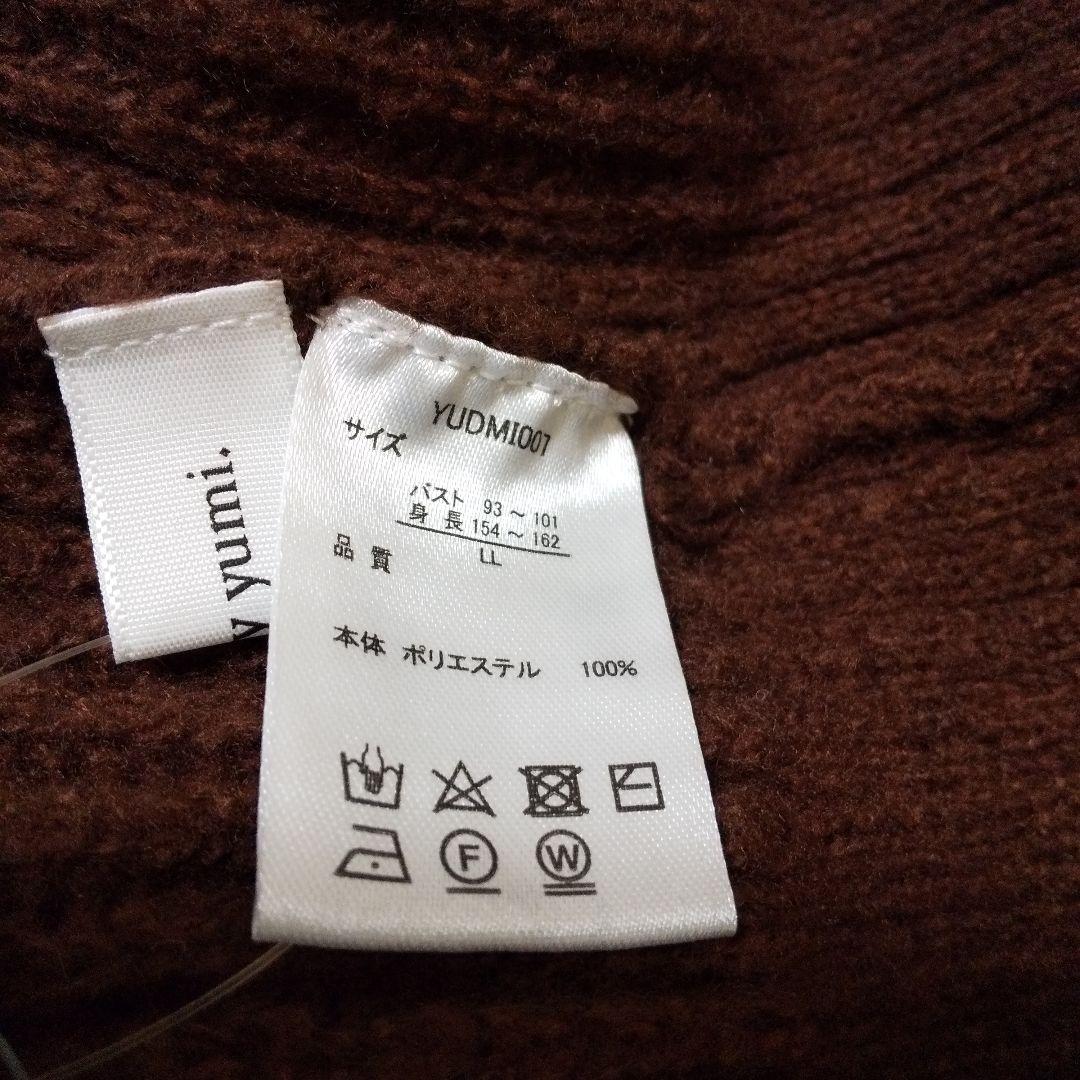 y yumi.
YUDMI007
サイズ
バスト 93 ～ 101
身 長 154 ～ 162
LL
品 質
本体 ポリエステル 100%
F
W